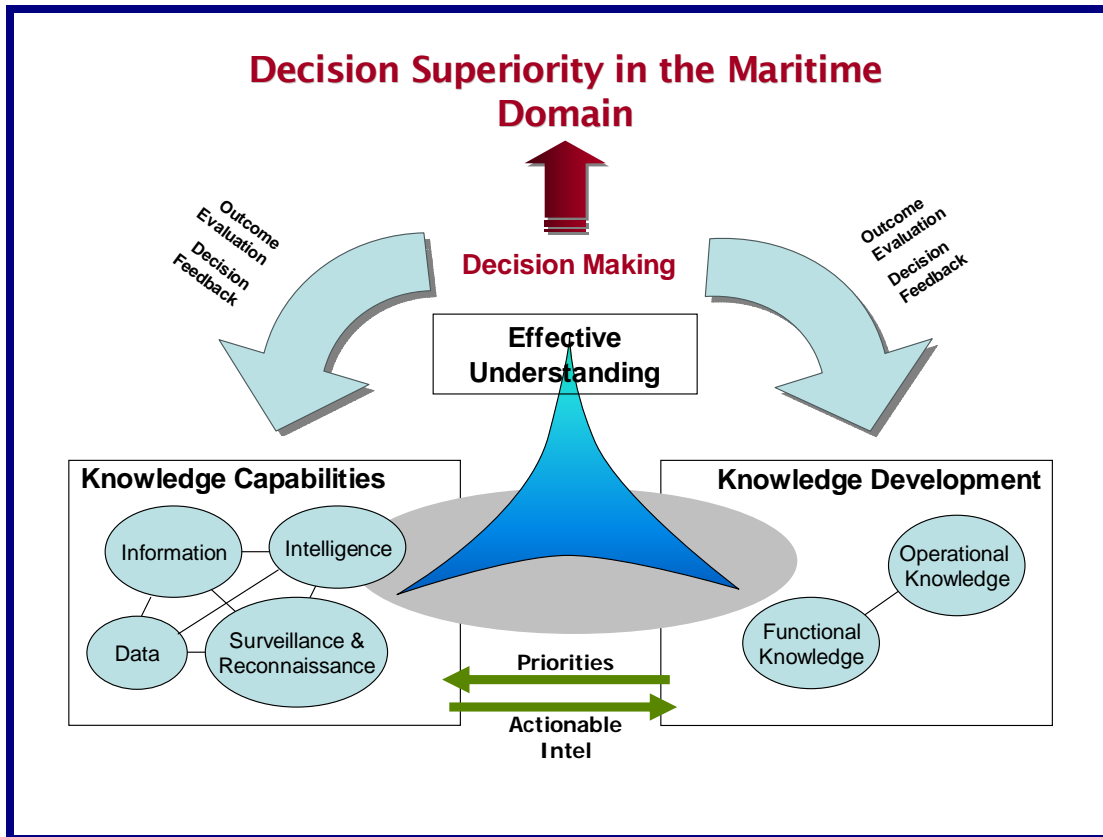 Decision Superiority in the Maritime
Domain
Outcome
Evaluation
Decision
Feedback
Decision Making
Outcome
Evaluation
Decision
Feedback
Effective
Understanding
Knowledge Capabilities
Information
Intelligence
Data
Surveillance &
Reconnaissance
Knowledge Development
Operational
Knowledge
Functional
Knowledge
Priorities
Actionable
Intel